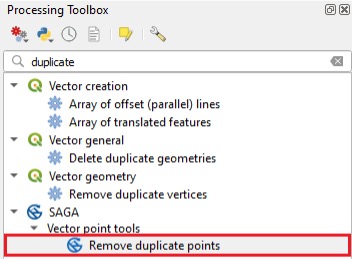 Processing Toolbox
duplicate
Vector creation
Array of offset (parallel) lines
Array of translated features
Vector general
Delete duplicate geometries
Vector geometry
Remove duplicate vertices
SAGA
Vector point tools
Remove duplicate points